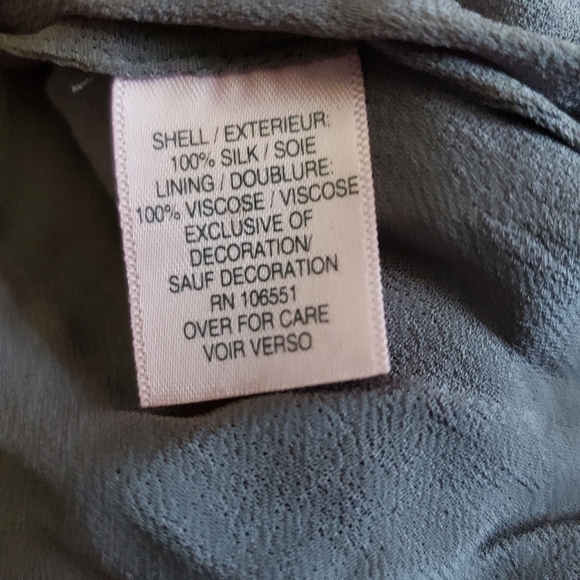 SHELL / EXTERIEUR:
100% SILK / SOIE
LINING / DOUBLURE:
100% VISCOSE / VISCOSE
EXCLUSIVE OF
DECORATION/
SAUF DECORATION
RN 106551
OVER FOR CARE
VOIR VERSO